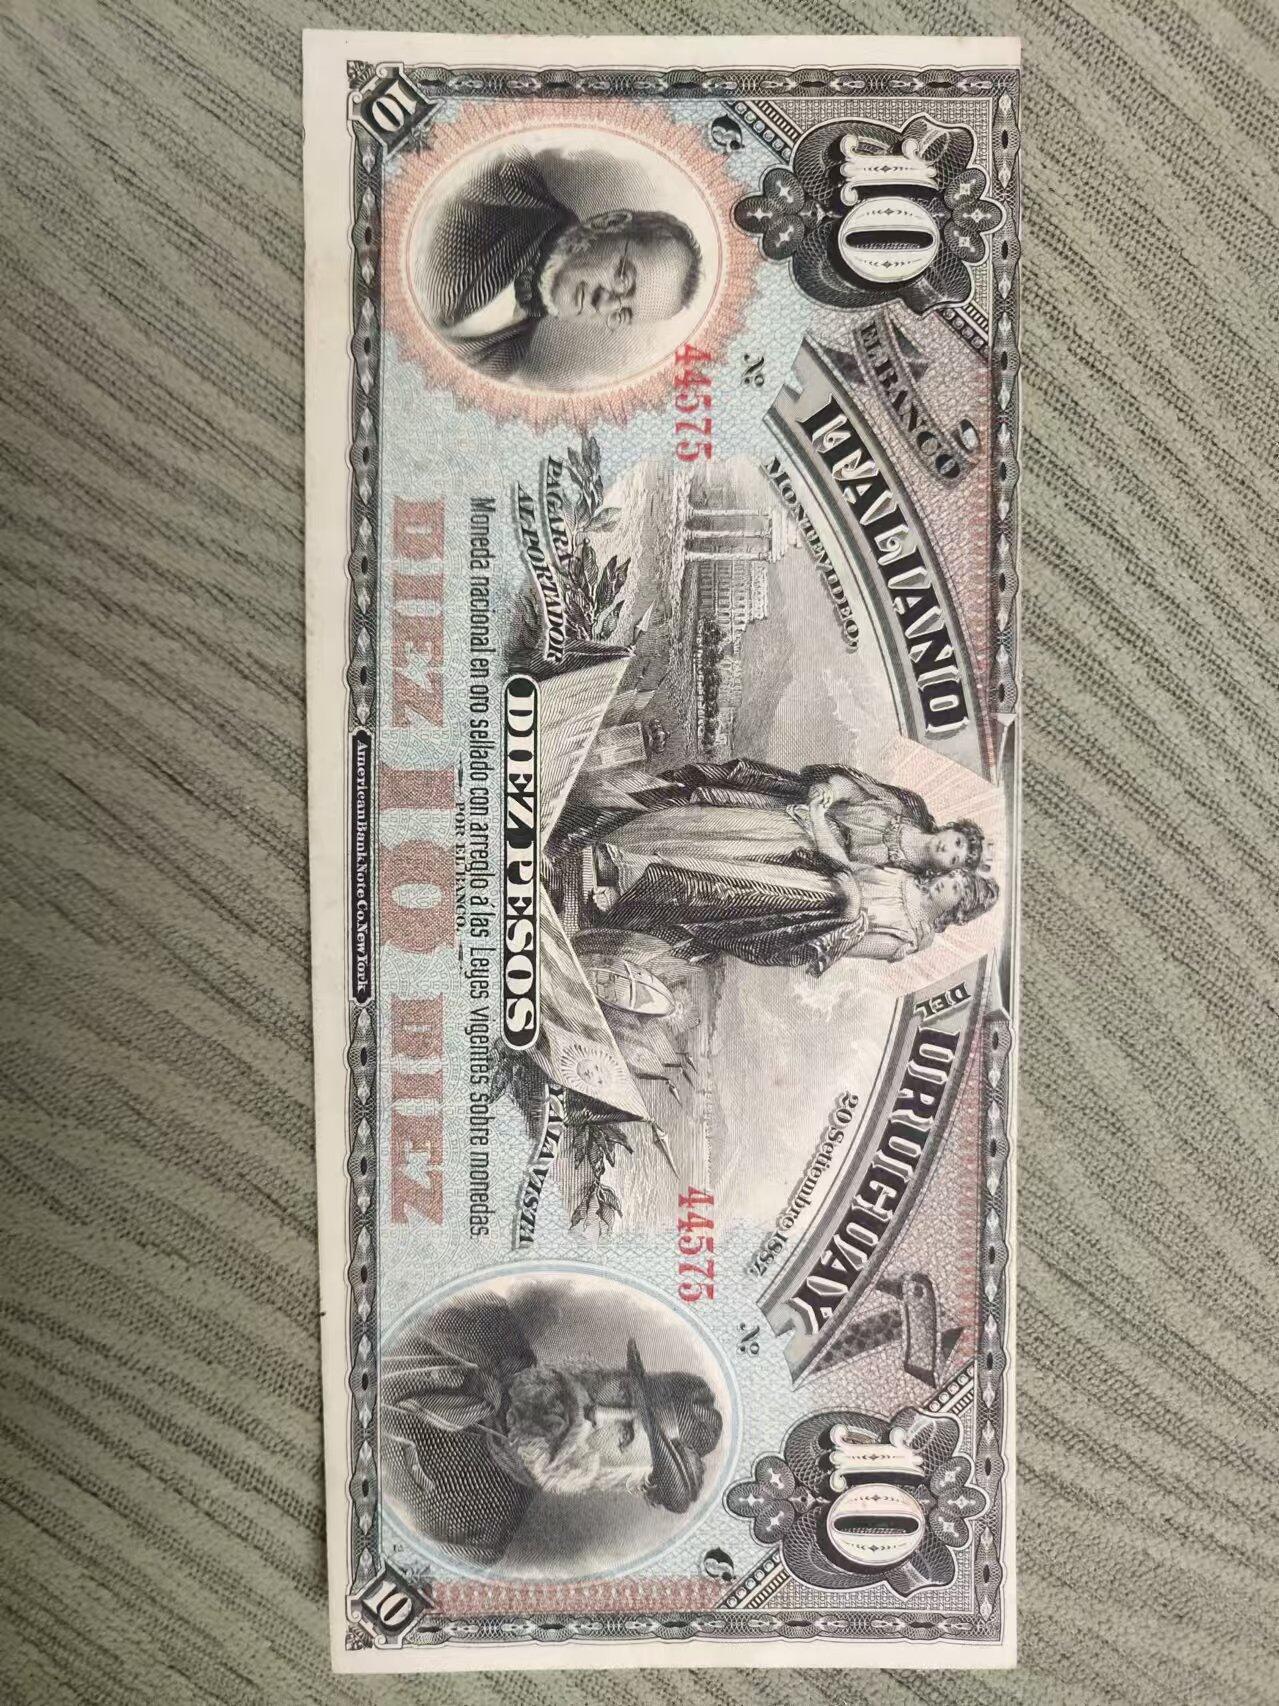 10
10
EL BANCO
ITALIANO
DEL URUGUAY
MONTEVIDEO,
20 Setiembre, 1887.
Nº
Nº
44575
44575
PAGARÁ
AL PORTADOR
Y A LA VISTA
DIEZ PESOS
Moneda nacional en oro sellado con arreglo á las Leyes vigentes sobre monedas.
POR EL BANCO,
DIEZ 10 DIEZ
10
10
American Bank Note Co. New York